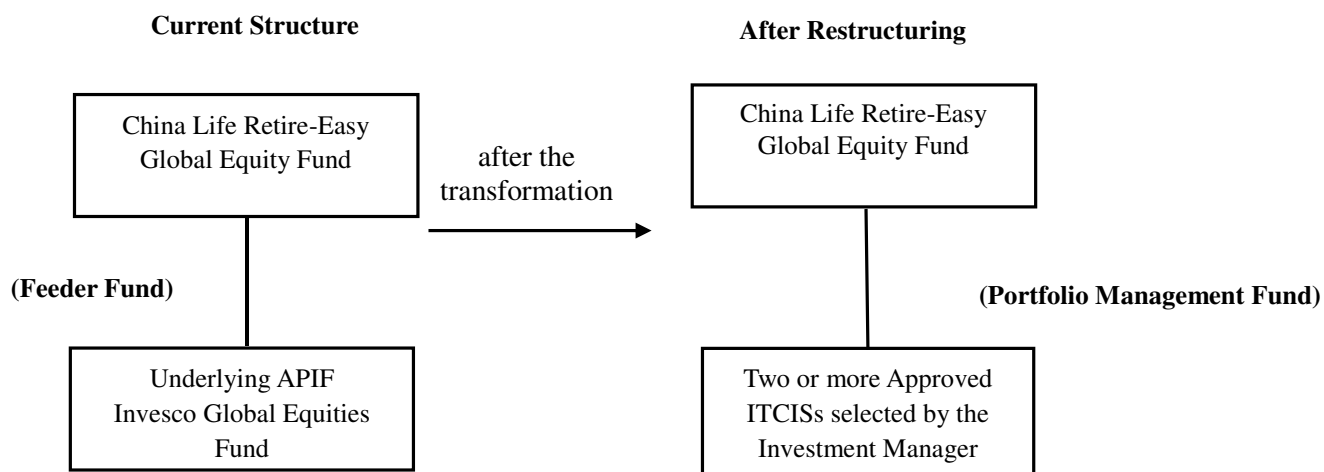 Current Structure
After Restructuring
China Life Retire-Easy
Global Equity Fund
after the
transformation
China Life Retire-Easy
Global Equity Fund
(Feeder Fund)
(Portfolio Management Fund)
Underlying APIF
Invesco Global Equities
Fund
Two or more Approved
ITCISs selected by the
Investment Manager